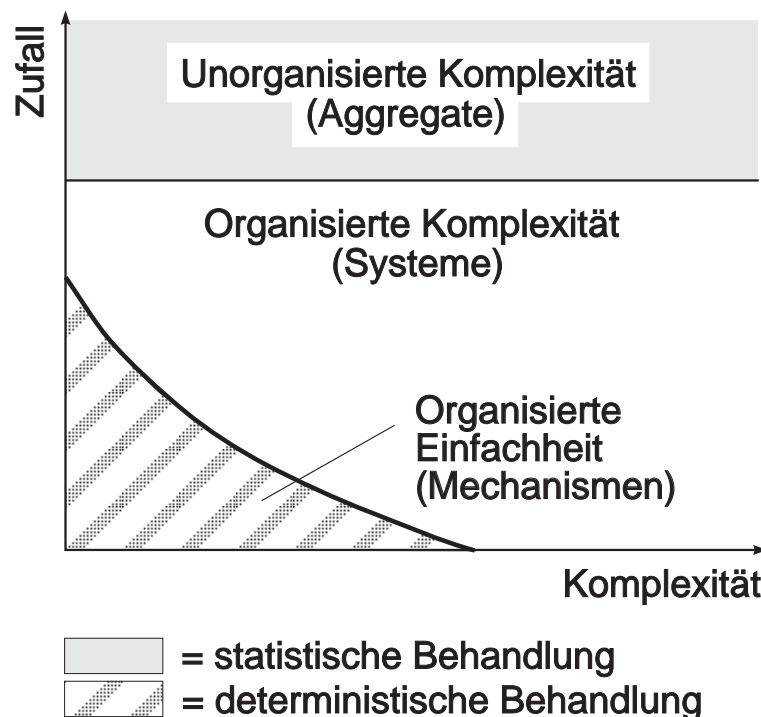 Zufall
Unorganisierte Komplexität
(Aggregate)
Organisierte Komplexität
(Systeme)
Organisierte
Einfachheit
(Mechanismen)
Komplexität
= statistische Behandlung
= deterministische Behandlung